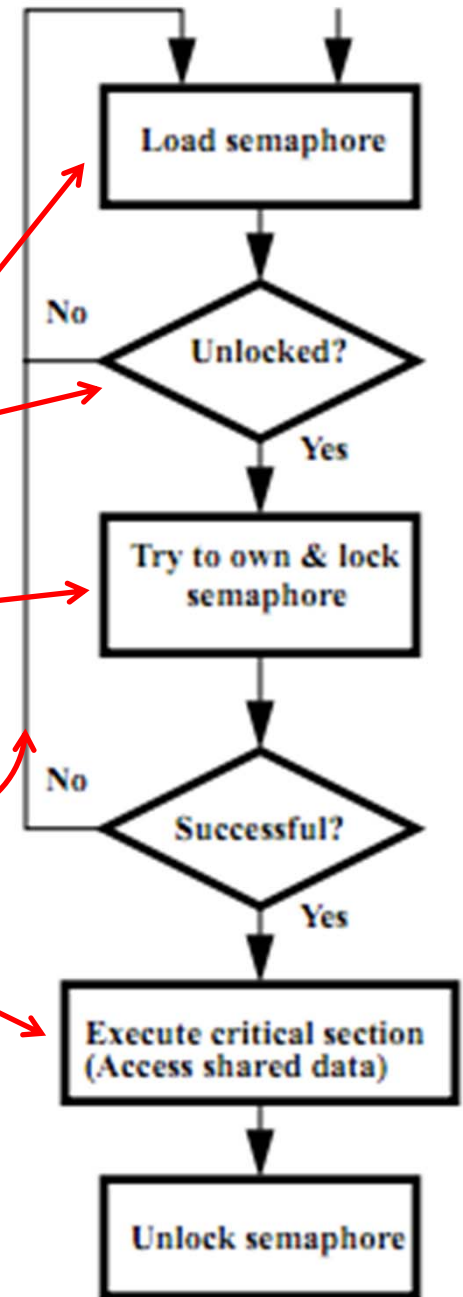 Load semaphore
No
Unlocked?
Yes
Try to own & lock
semaphore
No
Successful?
Yes
Execute critical section
(Access shared data)
Unlock semaphore